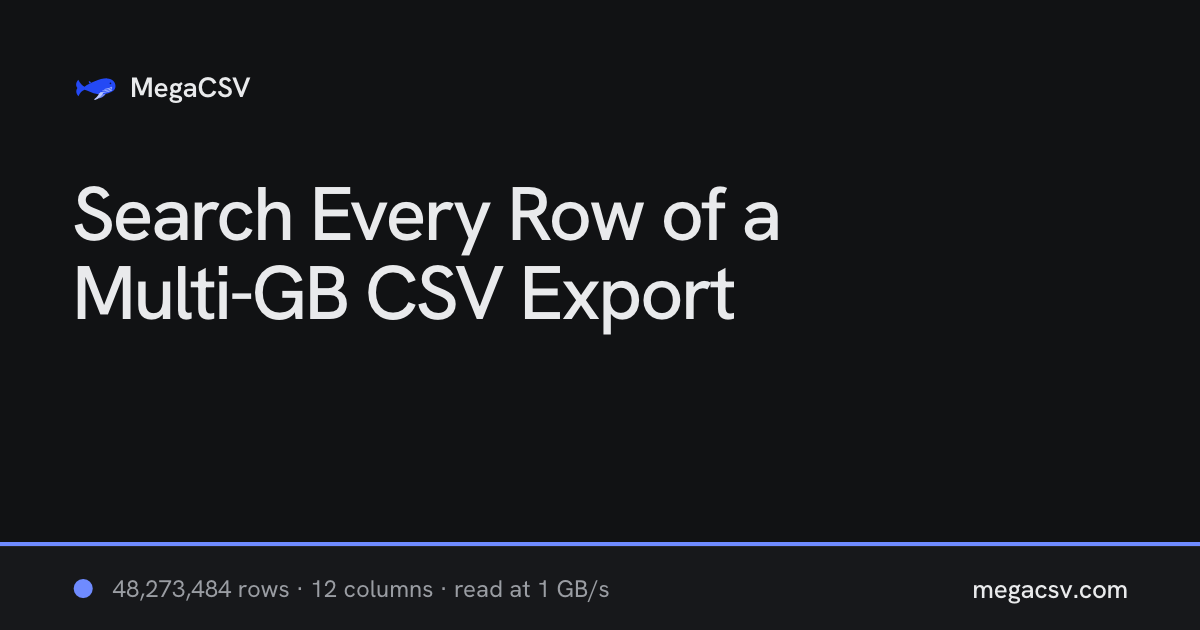 MegaCSV
Search Every Row of a
Multi-GB CSV Export
48,273,484 rows · 12 columns · read at 1 GB/s
megacsv.com